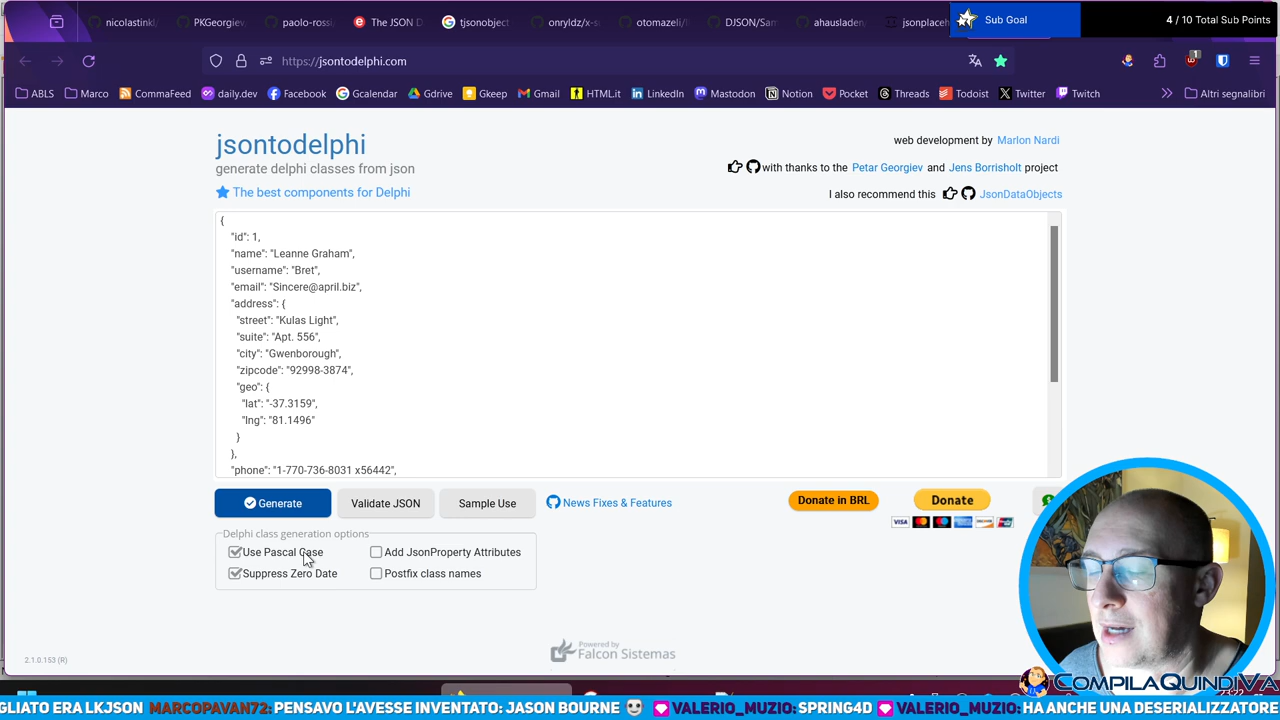 nicolastinkl/
PKGeorgiev,
paolo-rossi
The JSON D
tjsonobject
onryldz/x-s
otomazeli/
DJSON/Sam
ahausladen
jsonplaceh
Sub Goal
4 / 10 Total Sub Points
https://jsontodelphi.com
1
ABLS
Marco
CommaFeed
daily.dev
Facebook
Gcalendar
Gdrive
Gkeep
Gmail
HTML.it
LinkedIn
Mastodon
Notion
Pocket
Threads
Todoist
Twitter
Twitch
Altri segnalibri
jsontodelphi
generate delphi classes from json
The best components for Delphi
web development by Marlon Nardi
with thanks to the Petar Georgiev and Jens Borrisholt project
I also recommend this JsonDataObjects
{
"id": 1,
"name": "Leanne Graham",
"username": "Bret",
"email": "Sincere@april.biz",
"address": {
"street": "Kulas Light",
"suite": "Apt. 556",
"city": "Gwenborough",
"zipcode": "92998-3874",
"geo": {
"lat": "-37.3159",
"lng": "81.1496"
}
},
"phone": "1-770-736-8031 x56442",
Generate
Validate JSON
Sample Use
News Fixes & Features
Donate in BRL
Donate
VISA
Delphi class generation options
Use Pascal Case
Add JsonProperty Attributes
Suppress Zero Date
Postfix class names
Powered by
Falcon Sistemas
2.1.0.153 (R)
COMPILAQUINDIVA
GLIATO ERA LKJSON MARCOPAVAN72: PENSAVO L'AVESSE INVENTATO: JASON BOURNE VALERIO_MUZIO: SPRING4D VALERIO_MUZIO: HA ANCHE UNA DESERIALIZZATORE